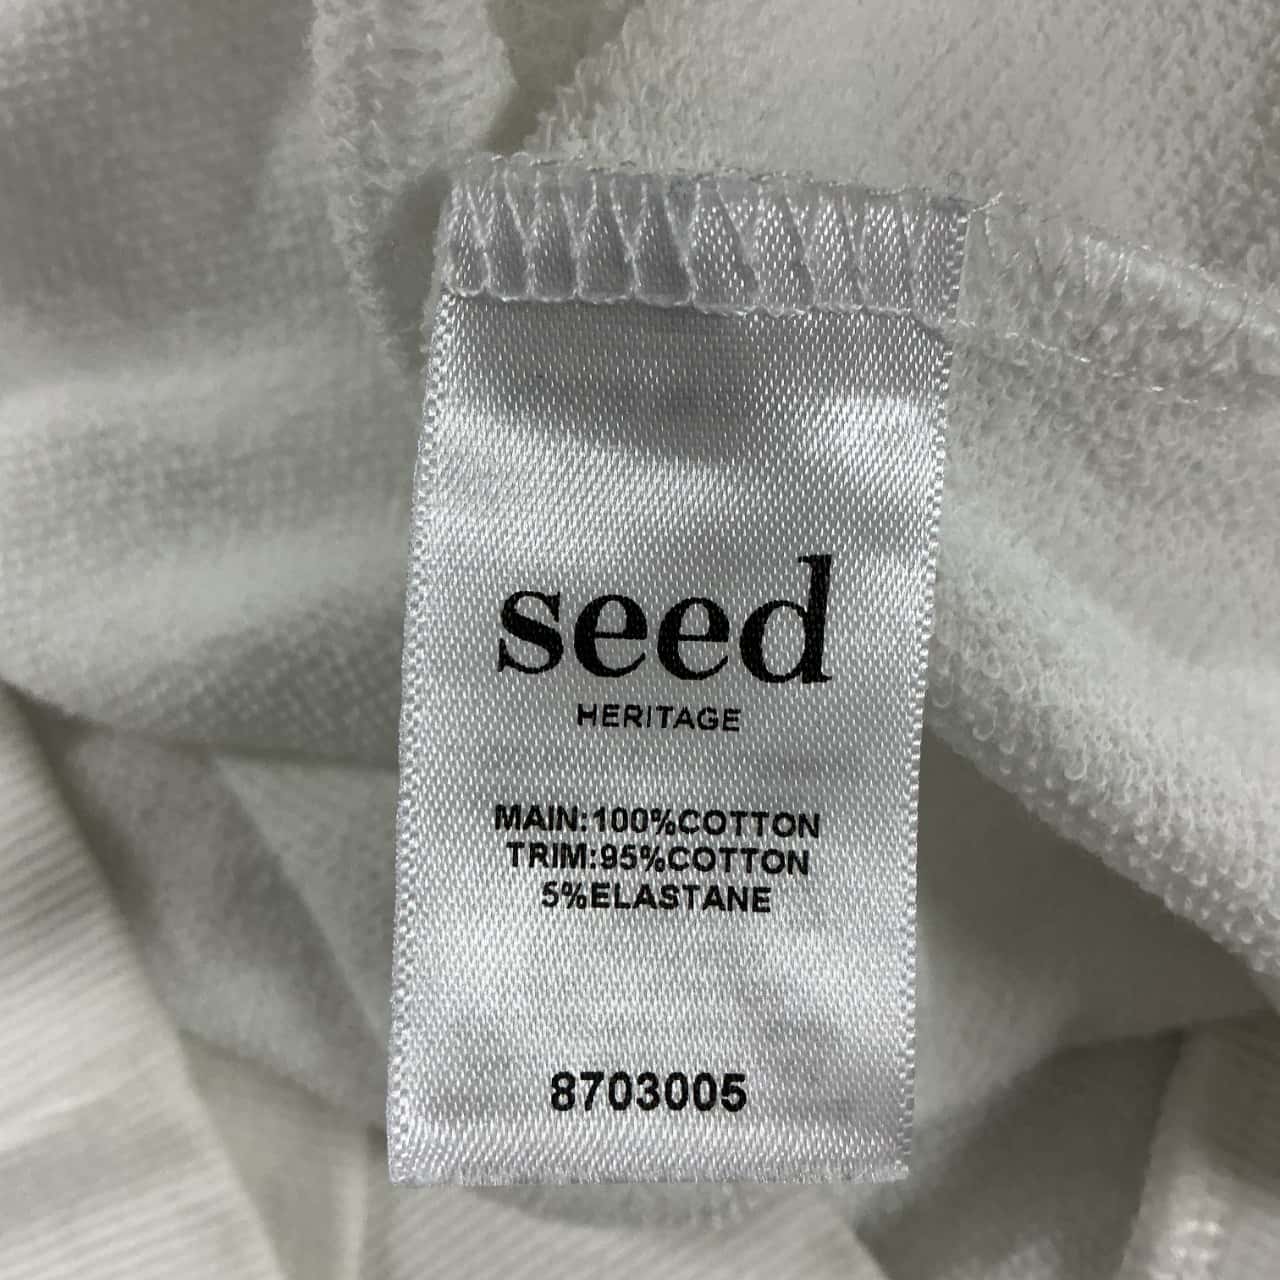 seed
HERITAGE
MAIN:100%COTTON
TRIM:95%COTTON
5%ELASTANE
8703005